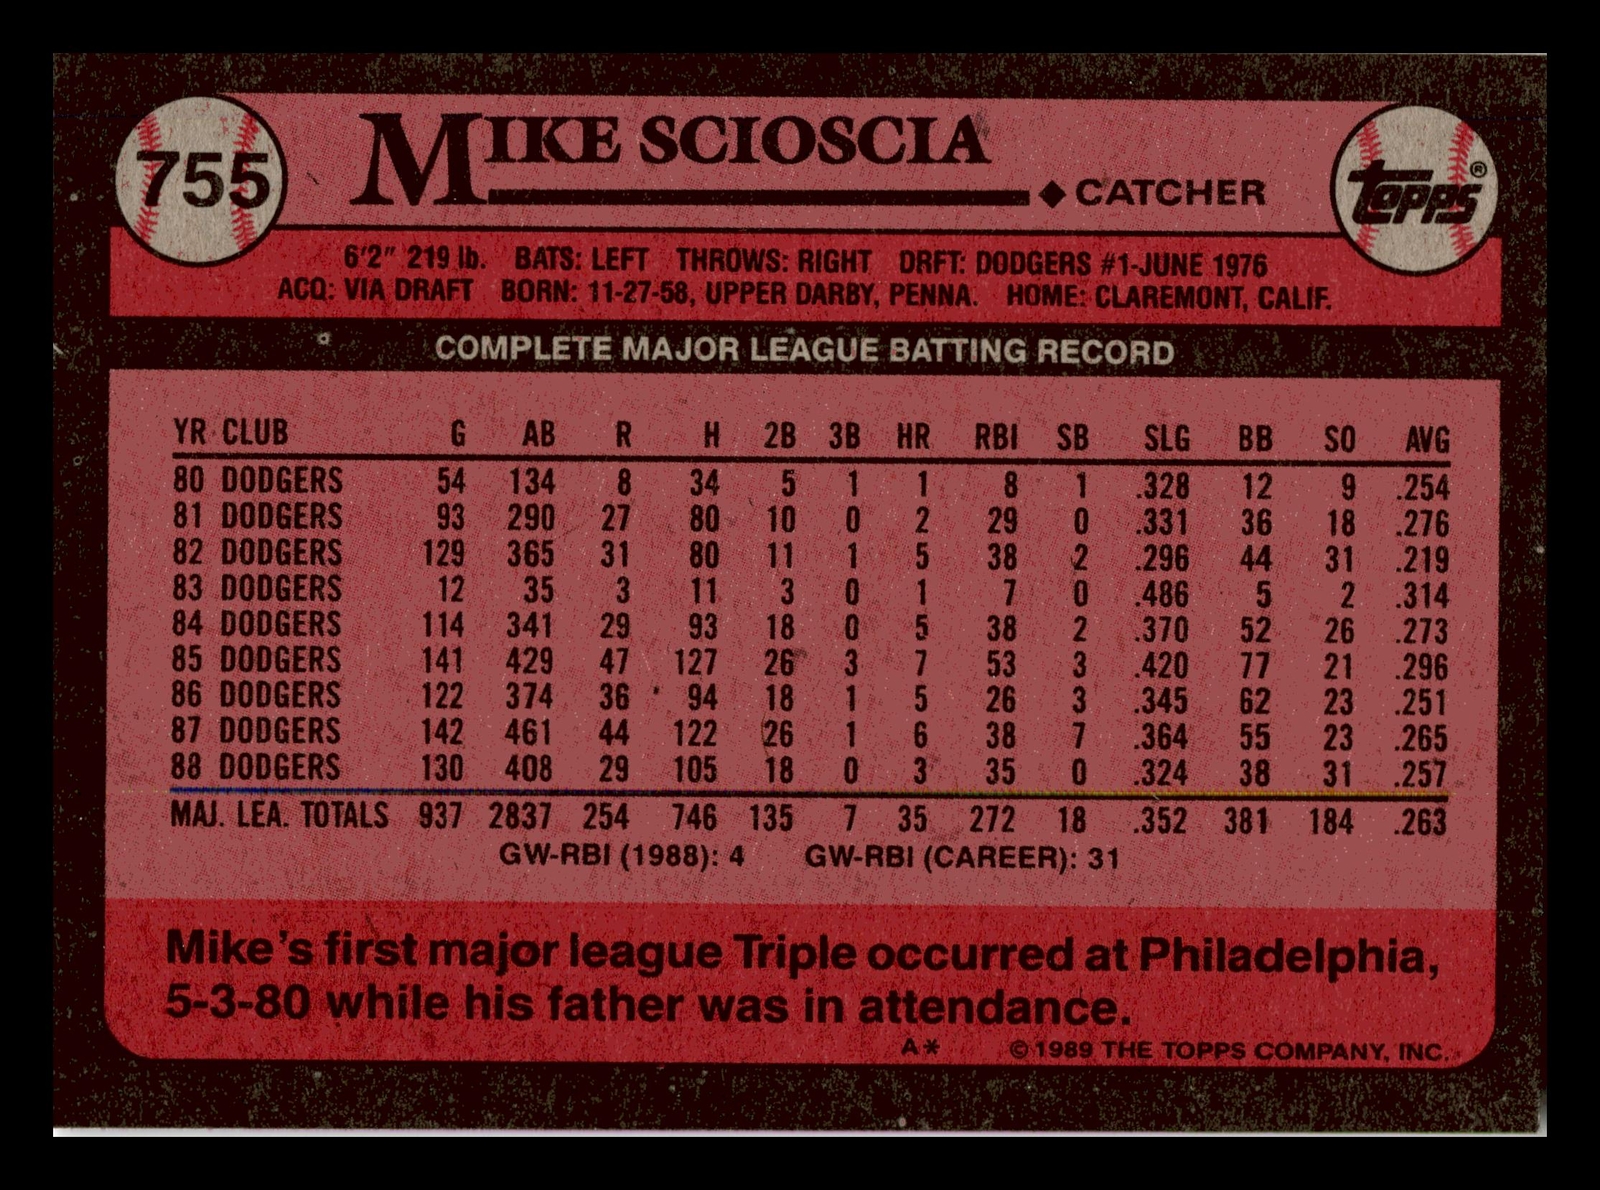 755
MIKE SCIOSCIA
◆ CATCHER
topps®
6'2" 219 lb. BATS: LEFT THROWS: RIGHT DRFT: DODGERS #1-JUNE 1976
ACQ: VIA DRAFT BORN: 11-27-58, UPPER DARBY, PENNA. HOME: CLAREMONT, CALIF.
COMPLETE MAJOR LEAGUE BATTING RECORD
YR CLUB G AB R H 2B 3B HR RBI SB SLG BB SO AVG
80 DODGERS 54 134 8 34 5 1 1 8 1 .328 12 9 .254
81 DODGERS 93 290 27 80 10 0 2 29 0 .331 36 18 .276
82 DODGERS 129 365 31 80 11 1 5 38 2 .296 44 31 .219
83 DODGERS 12 35 3 11 3 0 1 7 0 .486 5 2 .314
84 DODGERS 114 341 29 93 18 0 5 38 2 .370 52 26 .273
85 DODGERS 141 429 47 127 26 3 7 53 3 .420 77 21 .296
86 DODGERS 122 374 36 94 18 1 5 26 3 .345 62 23 .251
87 DODGERS 142 461 44 122 26 1 6 38 7 .364 55 23 .265
88 DODGERS 130 408 29 105 18 0 3 35 0 .324 38 31 .257
MAJ. LEA. TOTALS 937 2837 254 746 135 7 35 272 18 .352 381 184 .263
GW-RBI (1988): 4 GW-RBI (CAREER): 31
Mike's first major league Triple occurred at Philadelphia,
5-3-80 while his father was in attendance.
A* © 1989 THE TOPPS COMPANY, INC.